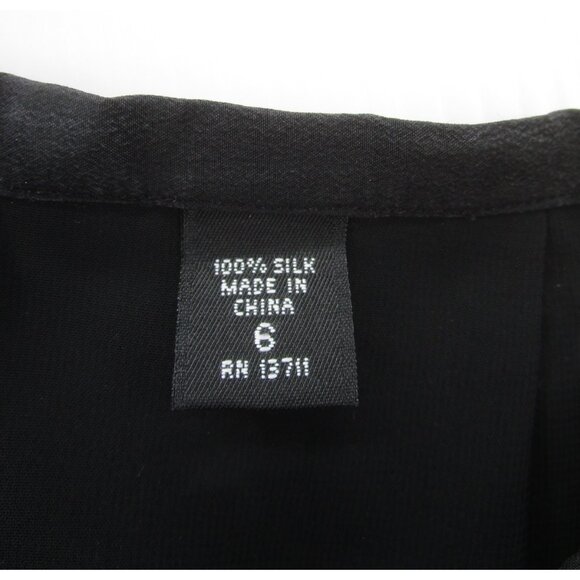 100% SILK
MADE IN
CHINA
6
RN 13711